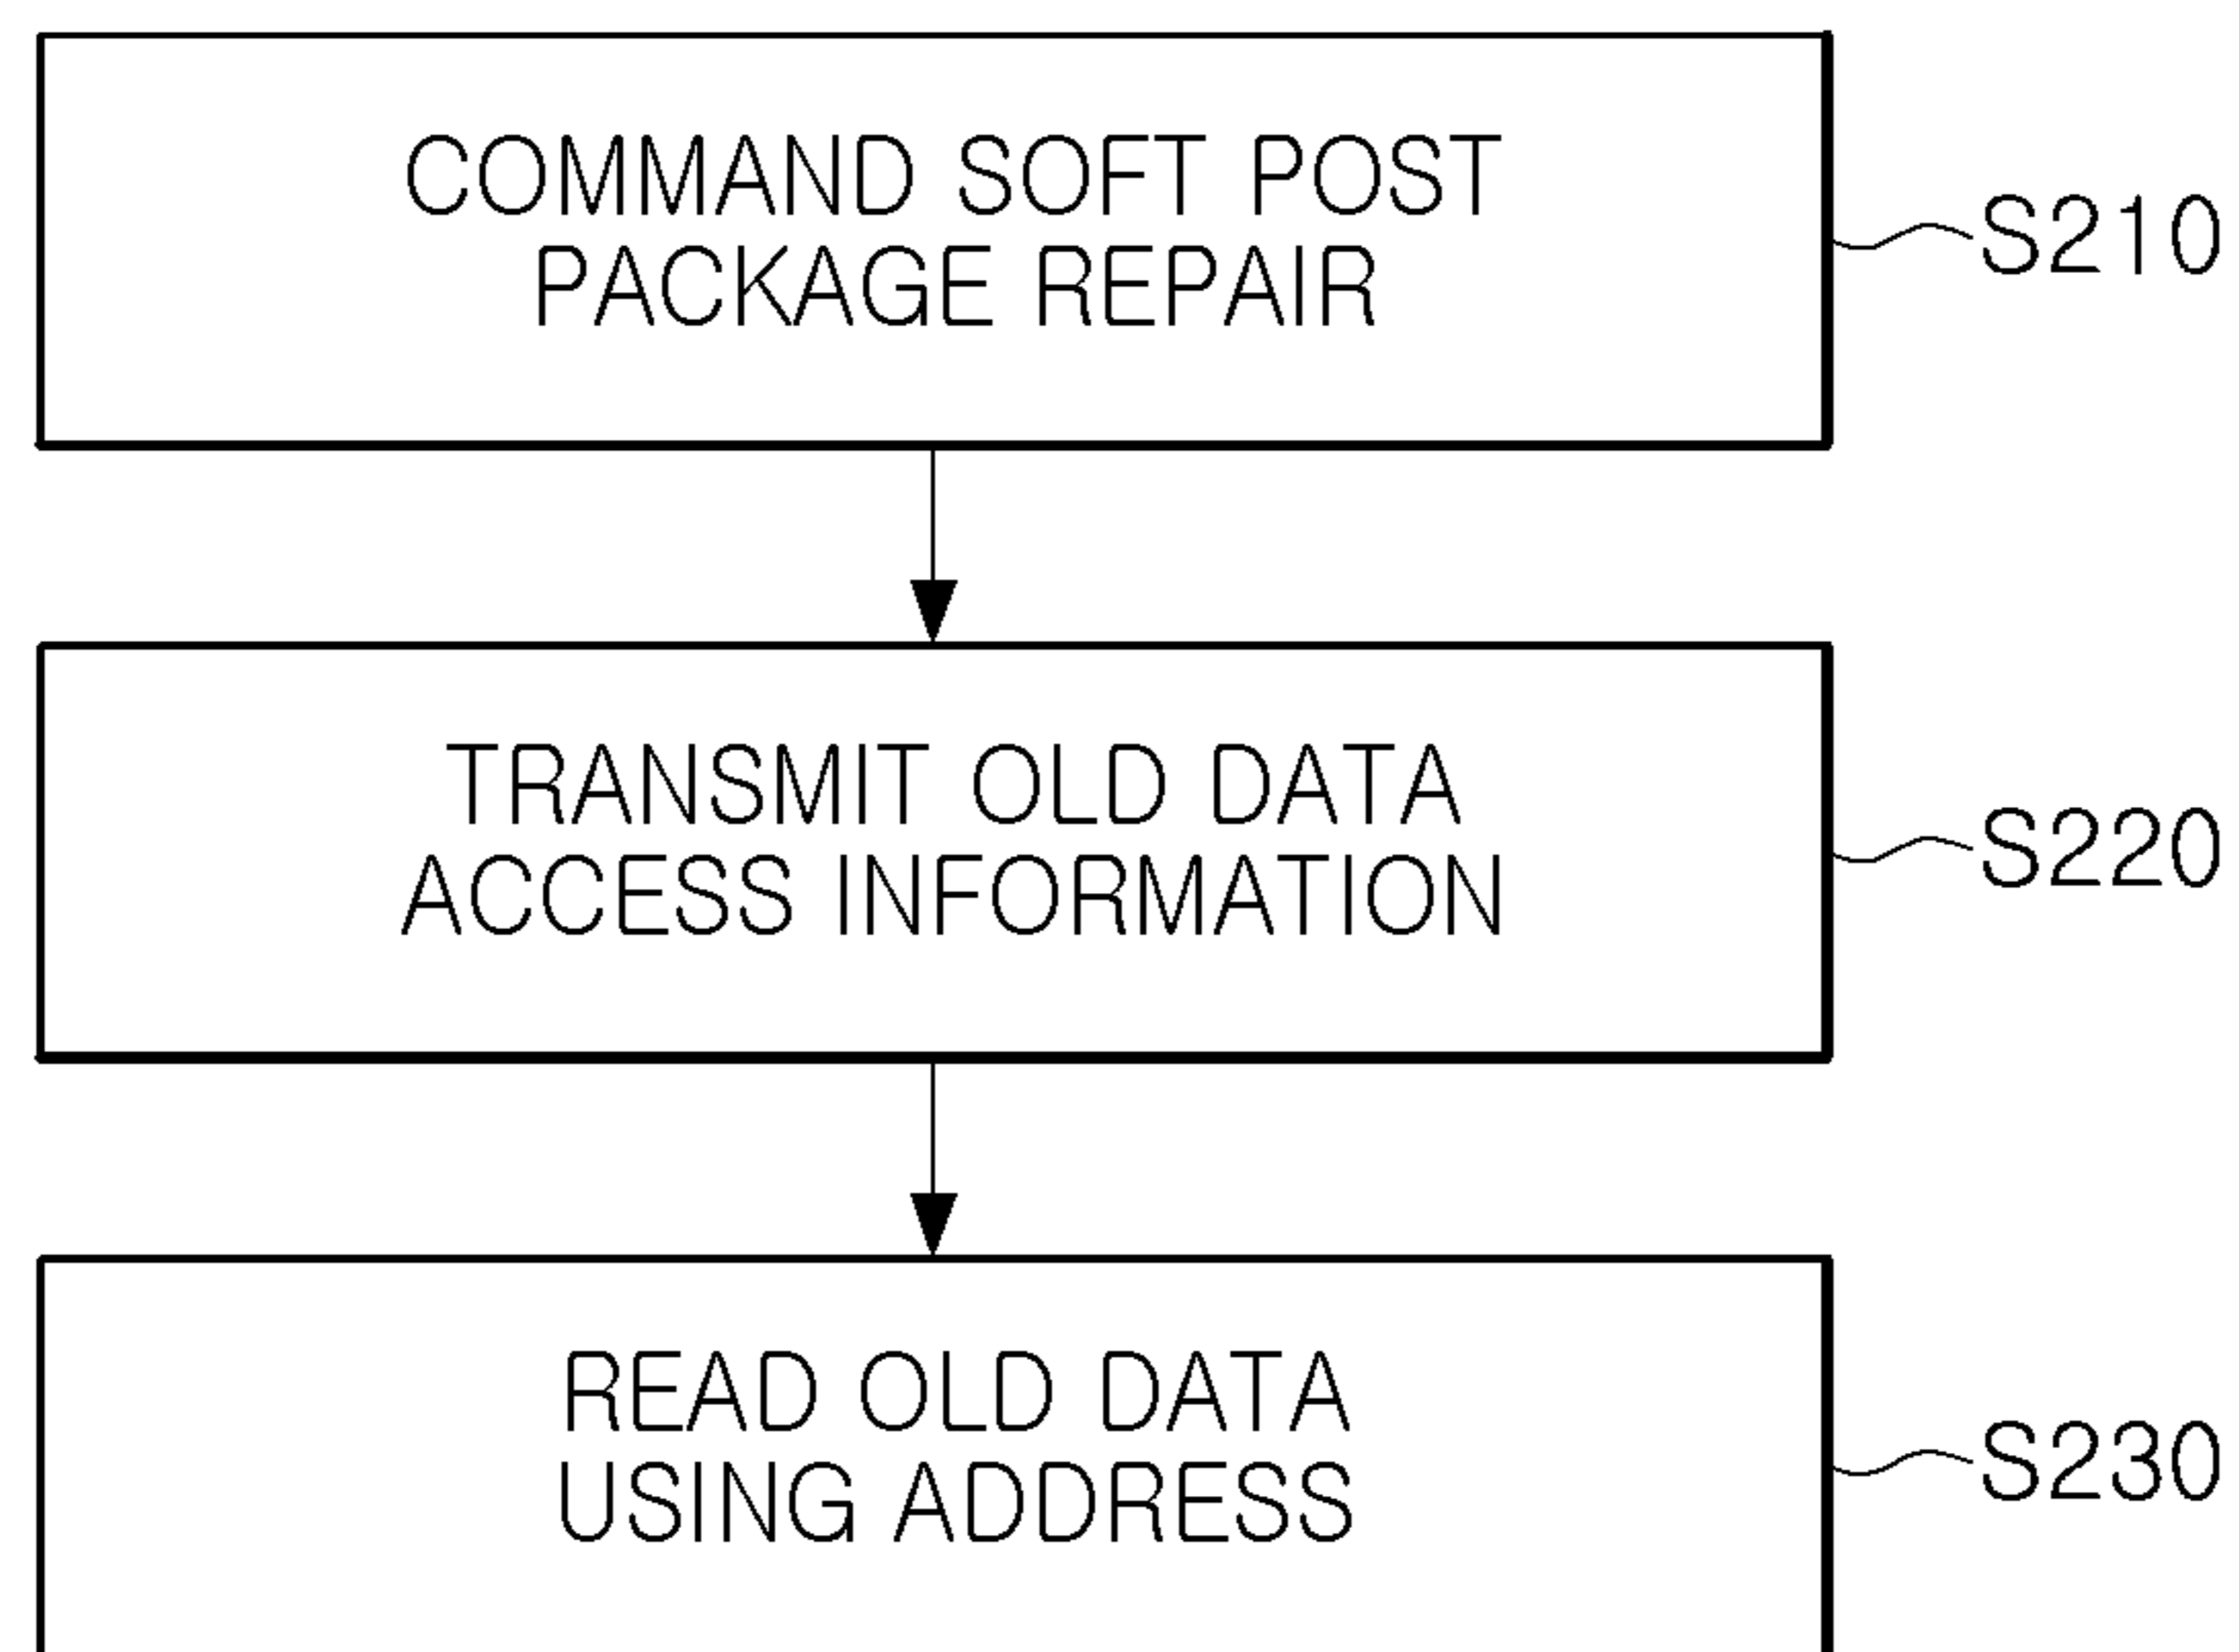 COMMAND SOFT POST
PACKAGE REPAIR
S210
TRANSMIT OLD DATA
ACCESS INFORMATION
S220
READ OLD DATA
USING ADDRESS
S230